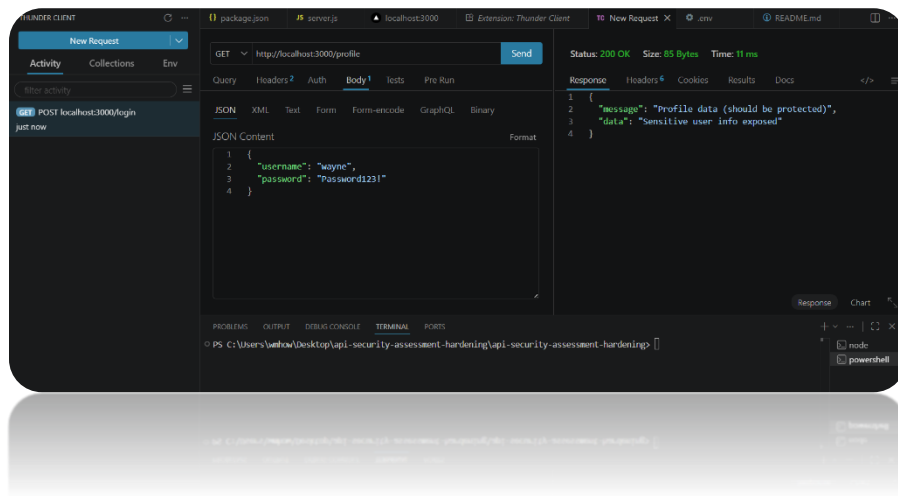 THUNDER CLIENT
{} package.json JS server.js localhost:3000 Extension: Thunder Client TC New Request .env README.md
New Request
GET http://localhost:3000/profile Send
Status: 200 OK Size: 85 Bytes Time: 11 ms
Activity Collections Env
Query Headers 2 Auth Body 1 Tests Pre Run
Response Headers 6 Cookies Results Docs </>
filter activity
GET POST localhost:3000/login
just now
JSON XML Text Form Form-encode GraphQL Binary
JSON Content Format
1 {
2 "username": "wayne",
3 "password": "Password123!"
4 }
1 {
2 "message": "Profile data (should be protected)",
3 "data": "Sensitive user info exposed"
4 }
Response Chart
PROBLEMS OUTPUT DEBUG CONSOLE TERMINAL PORTS
PS C:\Users\wmhow\Desktop\api-security-assessment-hardening\api-security-assessment-hardening>
node
powershell